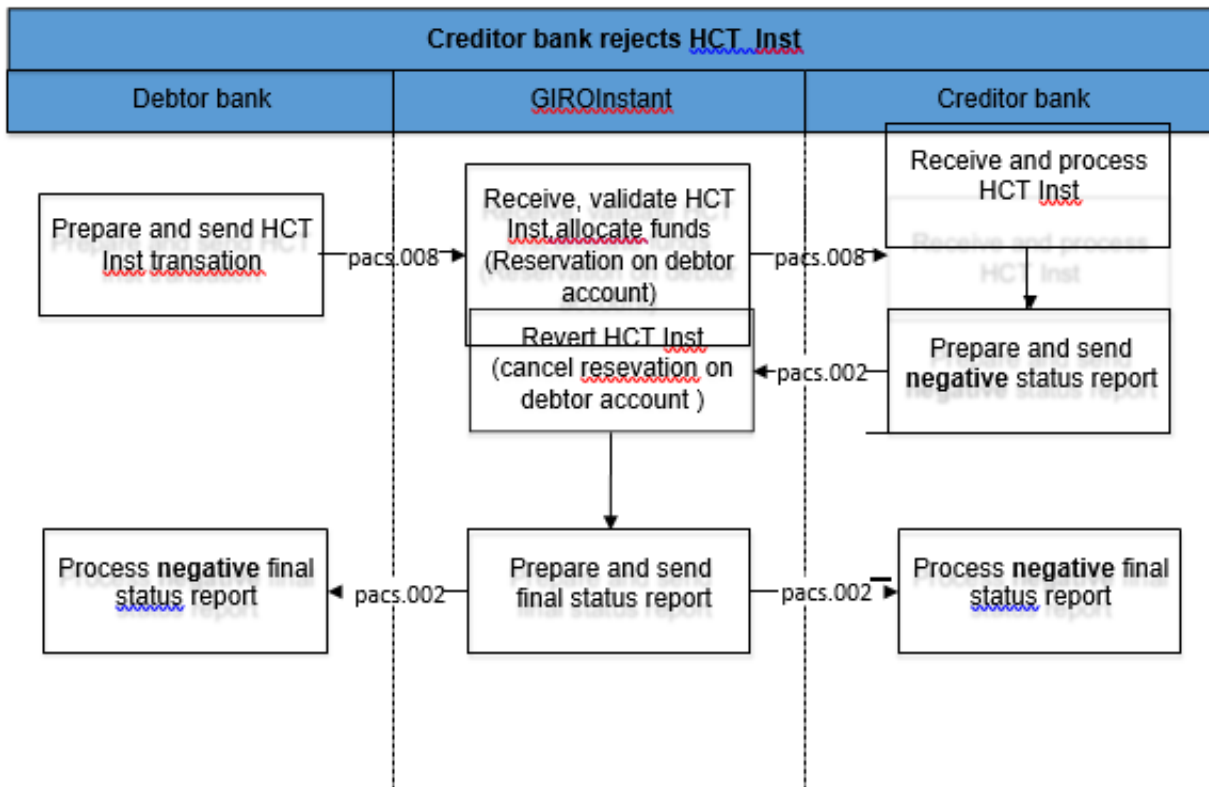 Creditor bank rejects HCT Inst
Debtor bank
GIROInstant
Creditor bank
Prepare and send HCT
Inst transation
pacs.008
Receive, validate HCT
Inst,allocate funds
(Reservation on debtor
account)
pacs.008
Receive and process
HCT Inst
Receive and process
HCT Inst
Prepare and send
negative status report
pacs.002
Revert HCT Inst
(cancel resevation on
debtor account )
Process negative final
status report
pacs.002
Prepare and send
final status report
pacs.002
Process negative final
status report